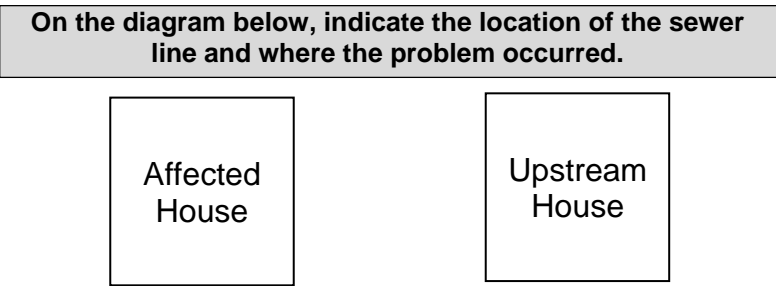 On the diagram below, indicate the location of the sewer
line and where the problem occurred.
Affected
House
Upstream
House